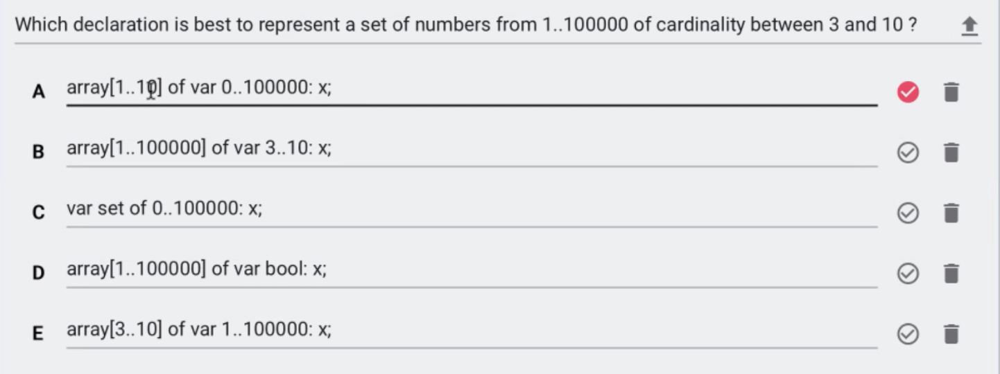 Which declaration is best to represent a set of numbers from 1..100000 of cardinality between 3 and 10 ?
A array[1..10] of var 0..100000: x;
B array[1..100000] of var 3..10: x;
C var set of 0..100000: x;
D array[1..100000] of var bool: x;
E array[3..10] of var 1..100000: x;